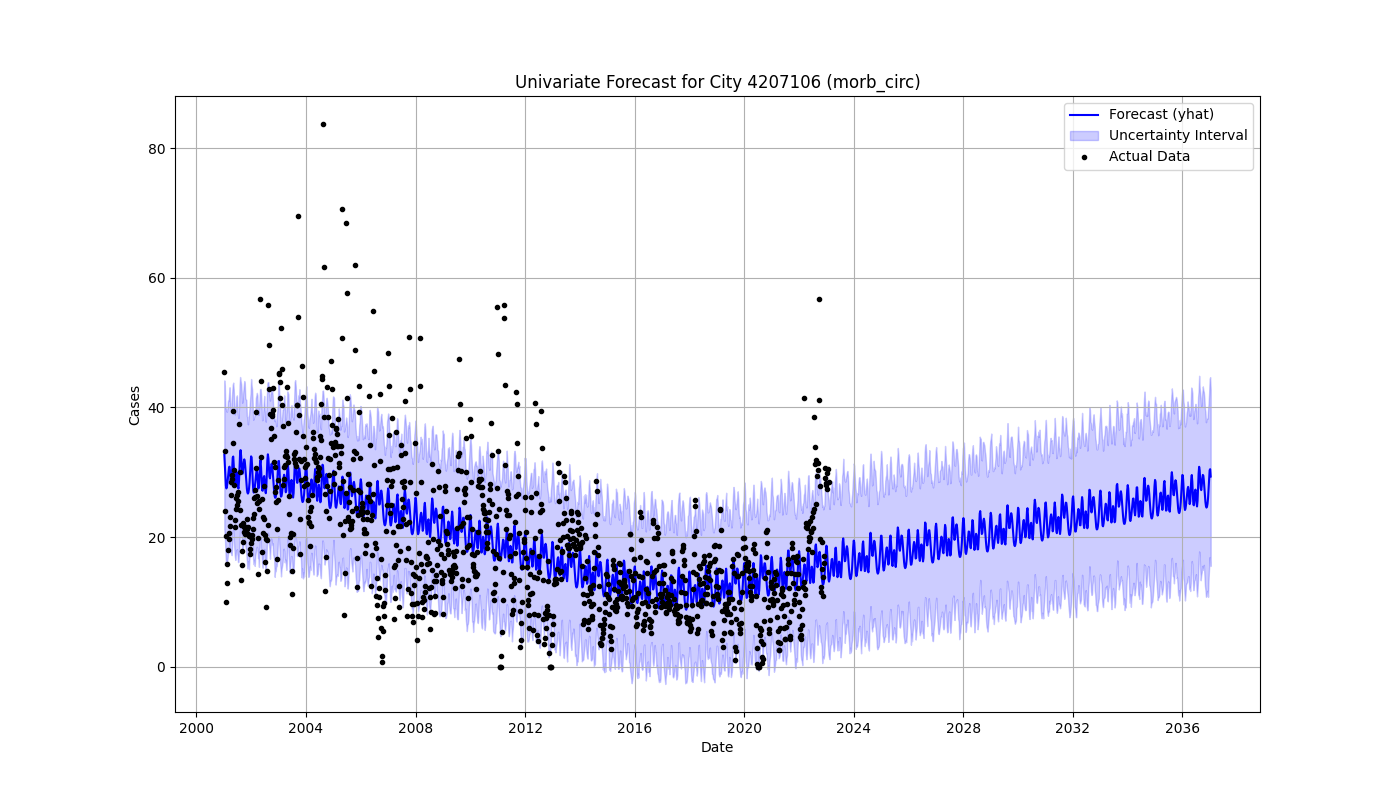 Univariate Forecast for City 4207106 (morb_circ)
Forecast (yhat)
Uncertainty Interval
Actual Data
80
60
40
20
0
Cases
2000 2004 2008 2012 2016 2020 2024 2028 2032 2036
Date